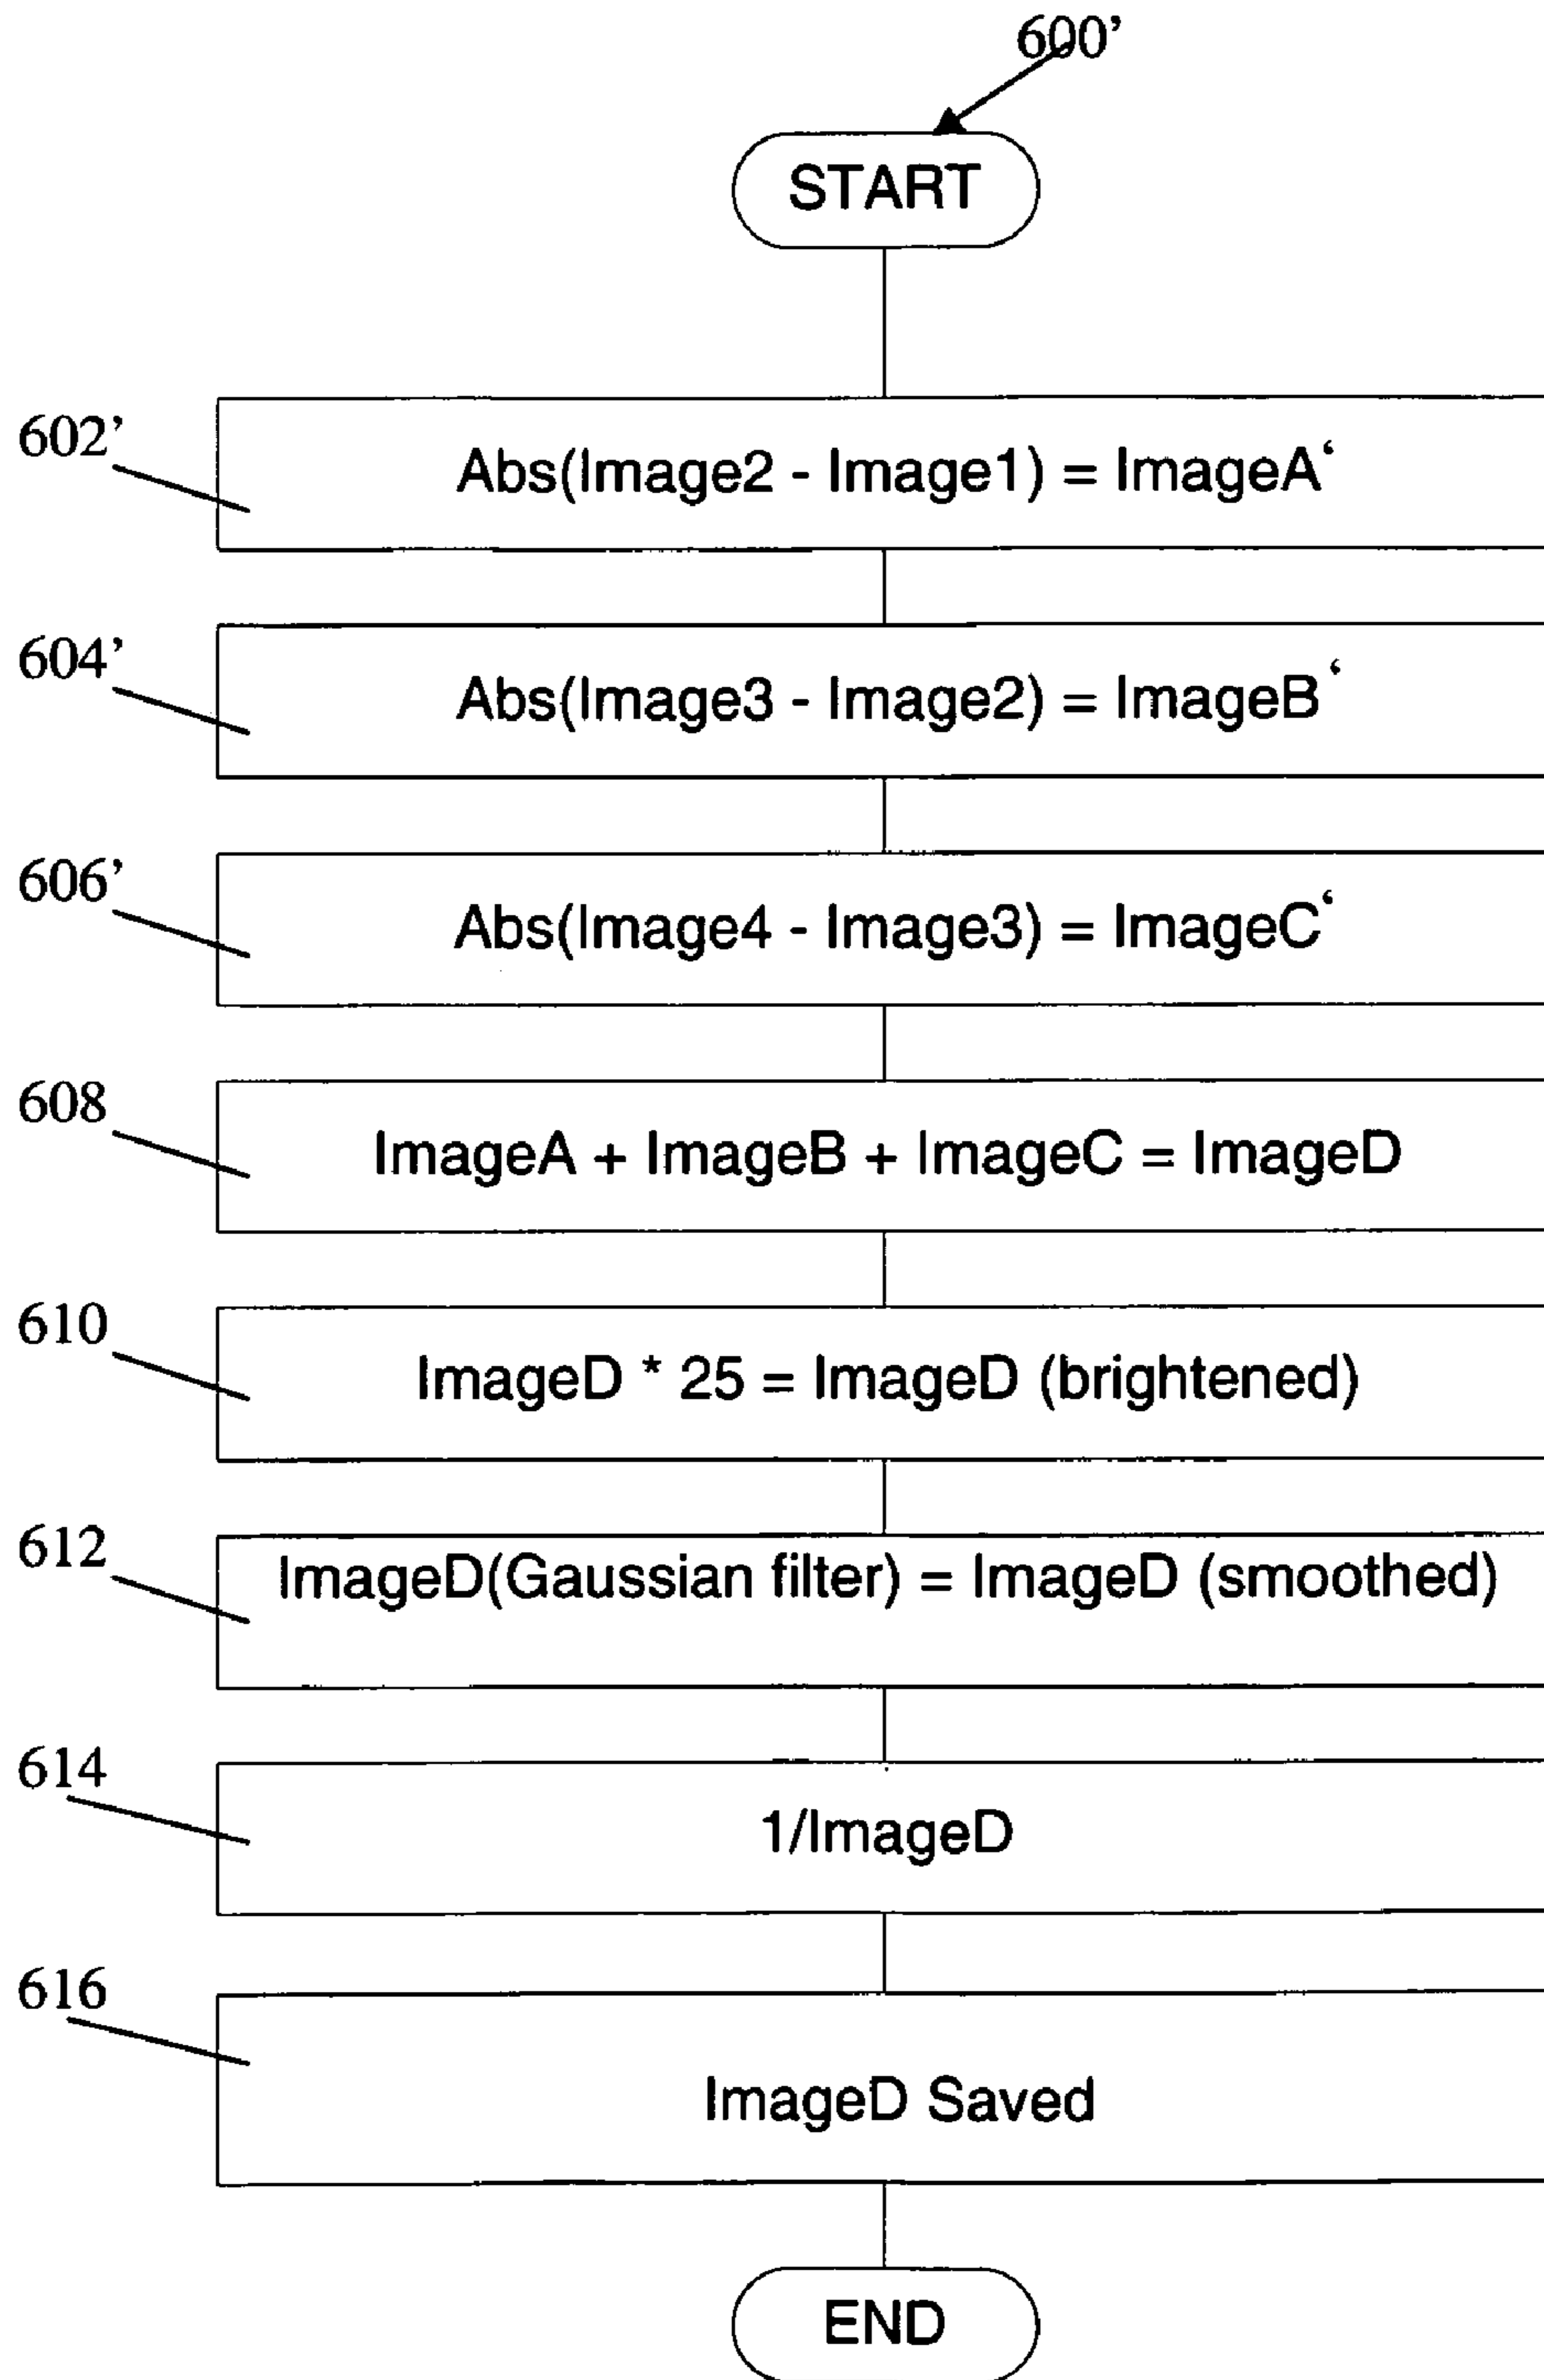 600’
START
602’
Abs(Image2 - Image1) = ImageA‘
604’
Abs(Image3 - Image2) = ImageB‘
606’
Abs(Image4 - Image3) = ImageC‘
608
ImageA + ImageB + ImageC = ImageD
610
ImageD * 25 = ImageD (brightened)
612
ImageD(Gaussian filter) = ImageD (smoothed)
614
1/ImageD
616
ImageD Saved
END